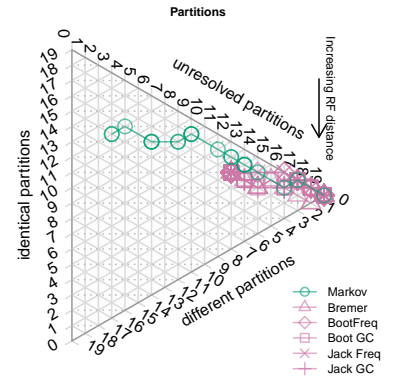 Partitions
0 1 2 3 4 5 6 7 8 9 10 11 12 13 14 15 16 17 18 19
unresolved partitions
Increasing RF distance
19
18
17
16
15
14
13
12
11
10
9
8
7
6
5
4
3
2
1
0
identical partitions
0 1 2 3 4 5 6 7 8 9 10 11 12 13 14 15 16 17 18 19
different partitions
Markov
Bremer
BootFreq
Boot GC
Jack Freq
Jack GC